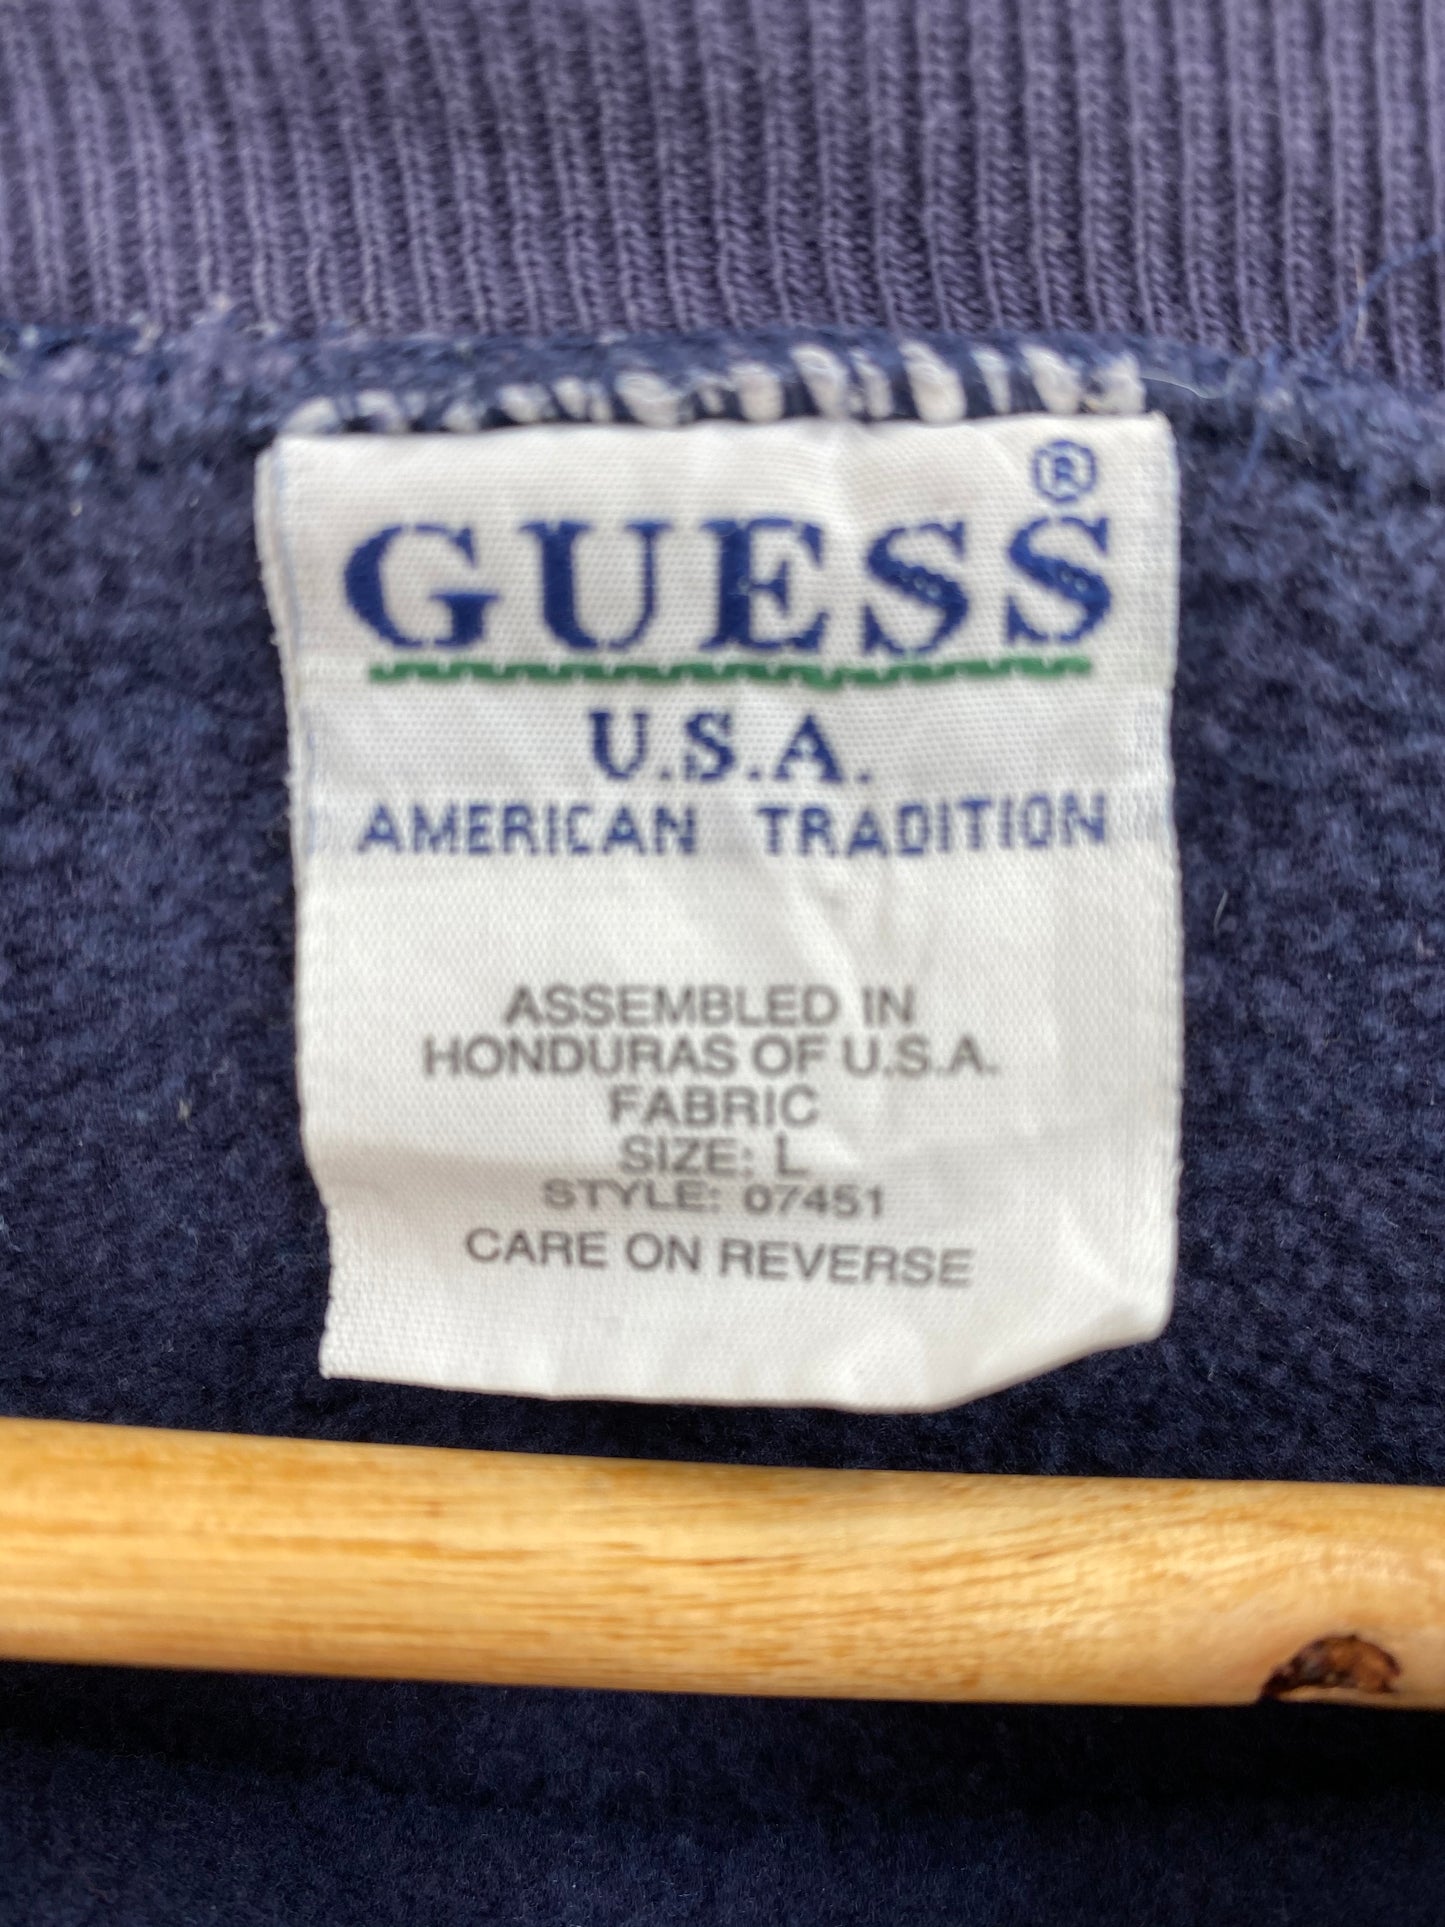 GUESS®
U.S.A.
AMERICAN TRADITION
ASSEMBLED IN
HONDURAS OF U.S.A.
FABRIC
SIZE: L
STYLE: 07451
CARE ON REVERSE